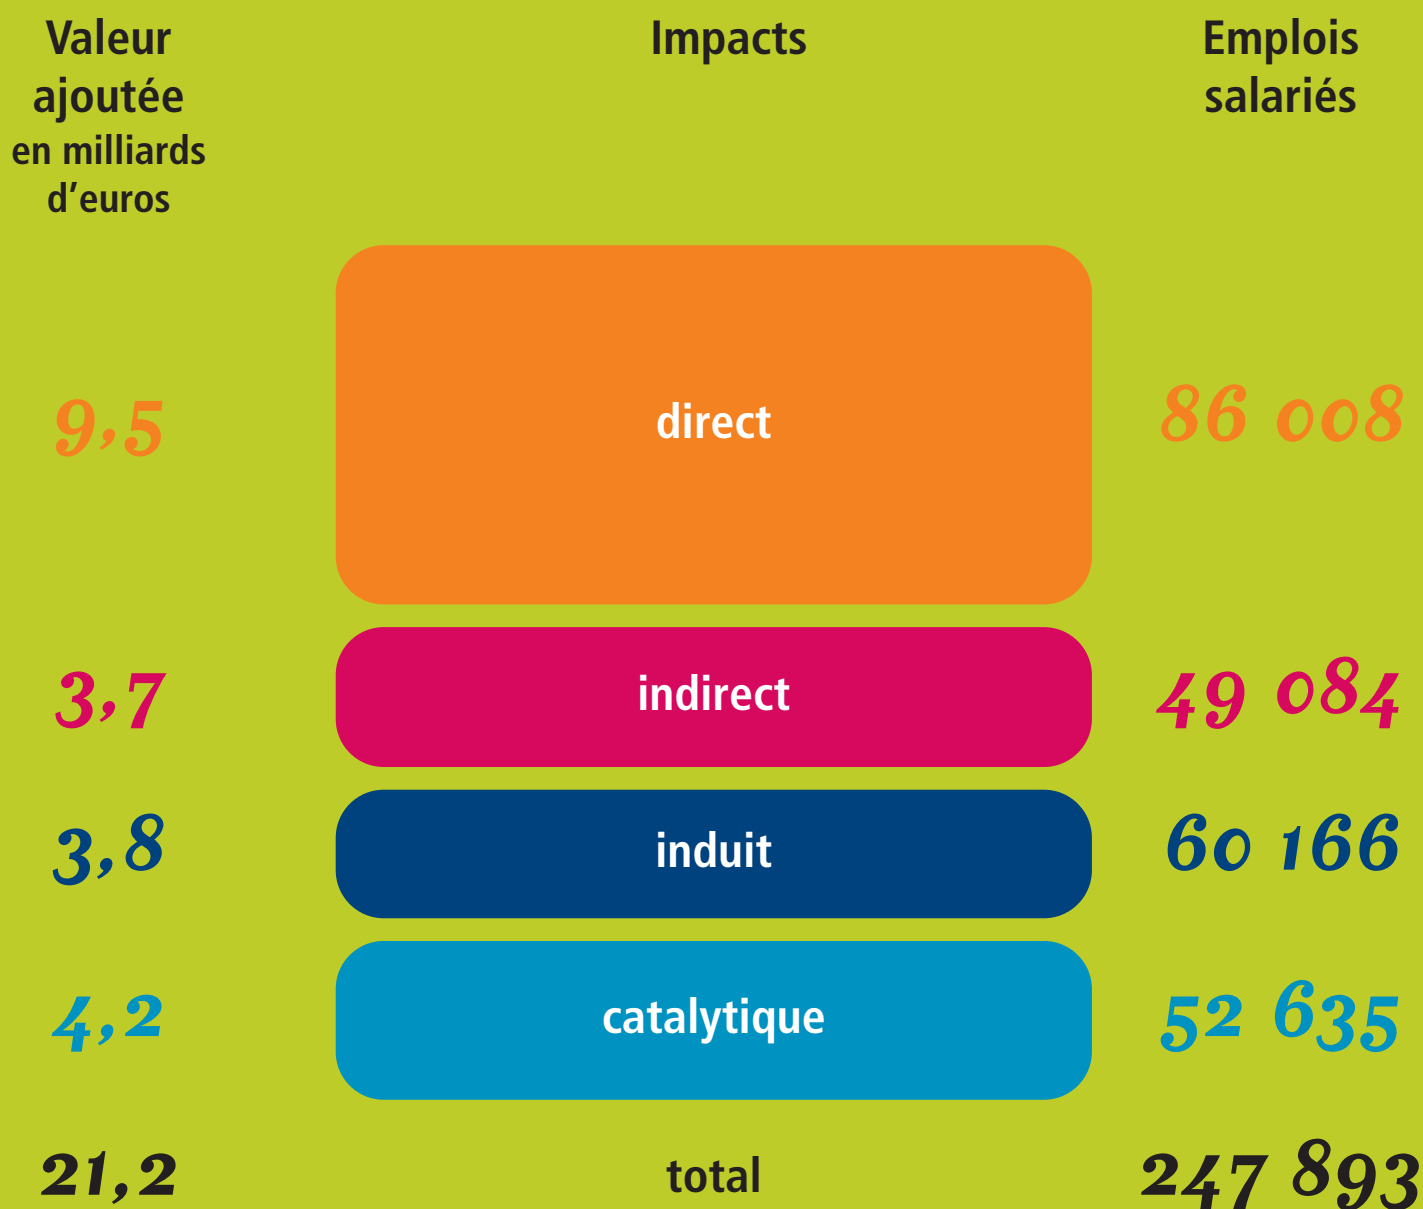 Valeur
ajoutée
en milliards
d’euros
Impacts
Emplois
salariés
9,5 direct 86 008
3,7 indirect 49 084
3,8 induit 60 166
4,2 catalytique 52 635
21,2 total 247 893